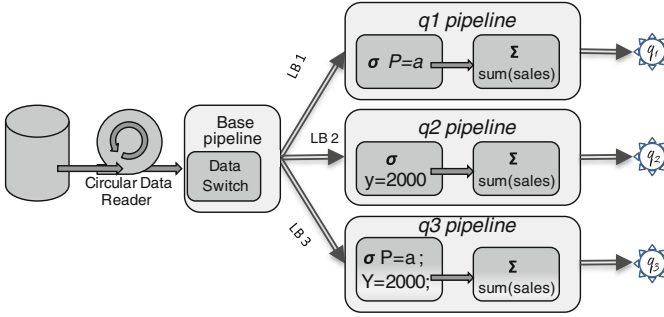 q1 pipeline
σ P=a
Σ
sum(sales)
q1
LB 1
Base
pipeline
Data
Switch
Circular Data
Reader
LB 2
q2 pipeline
σ
y=2000
Σ
sum(sales)
q2
LB 3
q3 pipeline
σ P=a ;
Y=2000;
Σ
sum(sales)
q3